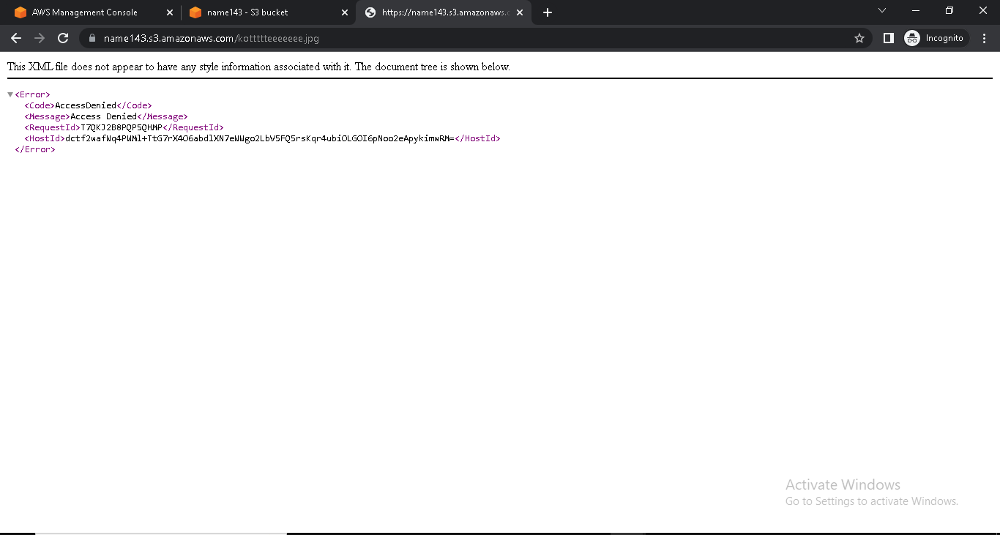 AWS Management Console
name143 - S3 bucket
https://name143.s3.amazonaws.c
name143.s3.amazonaws.com/kottttteeeeeee.jpg
Incognito
This XML file does not appear to have any style information associated with it. The document tree is shown below.
<Error>
<Code>AccessDenied</Code>
<Message>Access Denied</Message>
<RequestId>T7QKJ2B8PQP5QHMP</RequestId>
<HostId>dctf2wafWq4PWMl+TtG7rX4O6abdlXN7eWWgo2LbV5FQ5rsKqr4ubiOLGOI6pNoo2eApykimwRM=</HostId>
</Error>
Activate Windows
Go to Settings to activate Windows.